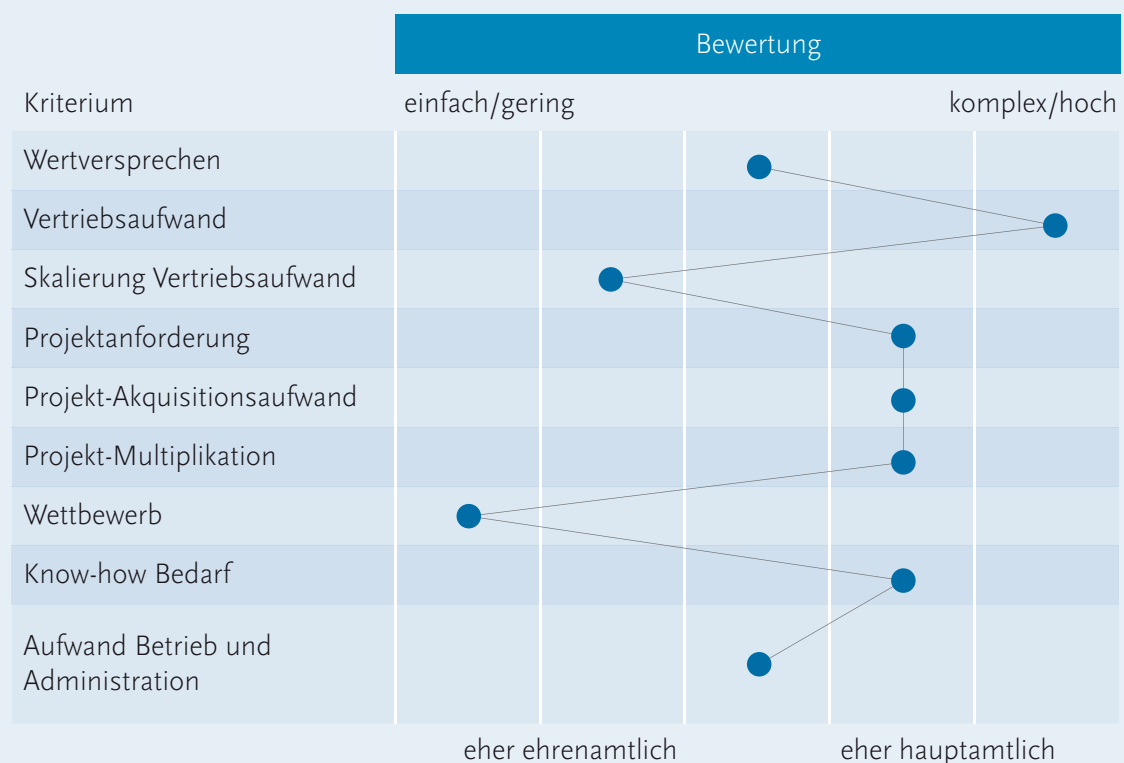 Bewertung
Kriterium einfach/gering komplex/hoch
Wertversprechen
Vertriebsaufwand
Skalierung Vertriebsaufwand
Projektanforderung
Projekt-Akquisitionsaufwand
Projekt-Multiplikation
Wettbewerb
Know-how Bedarf
Aufwand Betrieb und
Administration
eher ehrenamtlich eher hauptamtlich